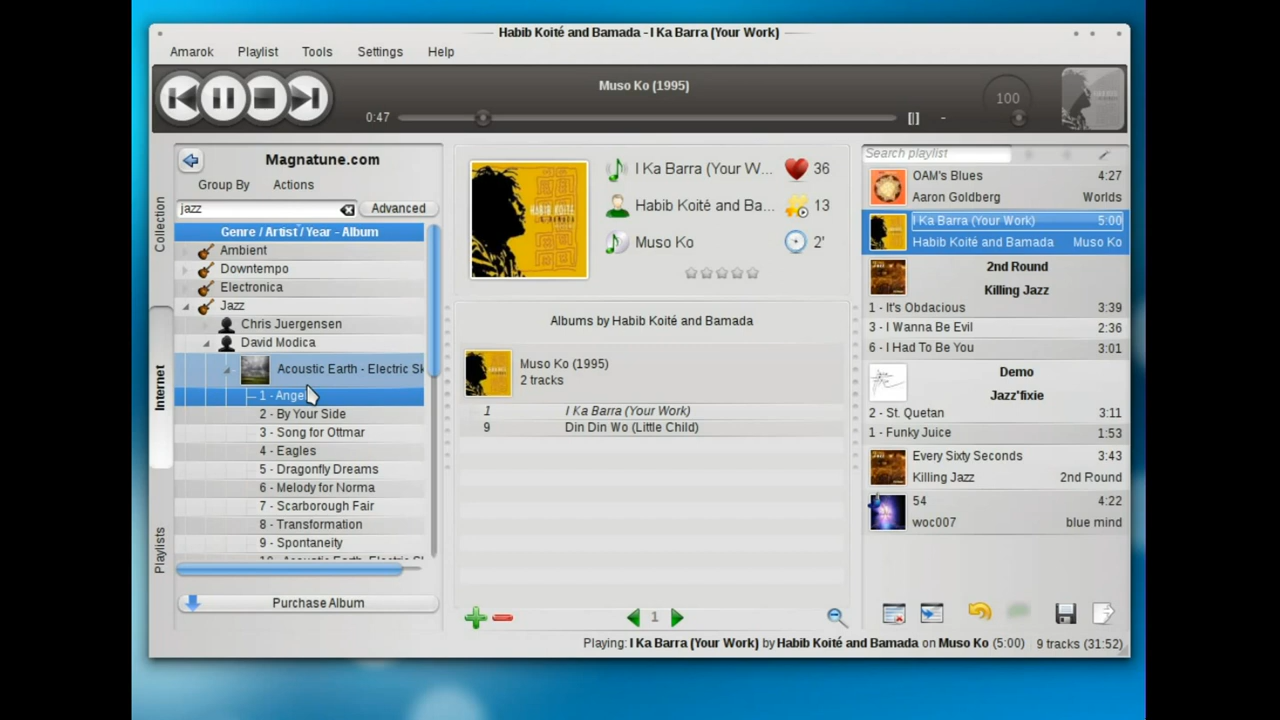 Habib Koité and Bamada - I Ka Barra (Your Work)
Amarok Playlist Tools Settings Help
Muso Ko (1995)
0:47
-
100
Magnatune.com
Group By Actions
jazz
Advanced
Collection
Internet
Playlists
Genre / Artist / Year - Album
Ambient
Downtempo
Electronica
Jazz
Chris Juergensen
David Modica
Acoustic Earth - Electric Sk
1 - Angel
2 - By Your Side
3 - Song for Ottmar
4 - Eagles
5 - Dragonfly Dreams
6 - Melody for Norma
7 - Scarborough Fair
8 - Transformation
9 - Spontaneity
Purchase Album
I Ka Barra (Your W... 36
Habib Koité and Ba... 13
Muso Ko 2'
HABIB KOITÉ
Albums by Habib Koité and Bamada
Muso Ko (1995)
2 tracks
1 I Ka Barra (Your Work)
9 Din Din Wo (Little Child)
1
Search playlist
OAM's Blues 4:27
Aaron Goldberg Worlds
I Ka Barra (Your Work) 5:00
Habib Koité and Bamada Muso Ko
2nd Round
Killing Jazz
1 - It's Obdacious 3:39
3 - I Wanna Be Evil 2:36
6 - I Had To Be You 3:01
Demo
Jazz'fixie
2 - St. Quetan 3:11
1 - Funky Juice 1:53
Every Sixty Seconds 3:43
Killing Jazz 2nd Round
54 4:22
woc007 blue mind
Playing: I Ka Barra (Your Work) by Habib Koité and Bamada on Muso Ko (5:00) 9 tracks (31:52)